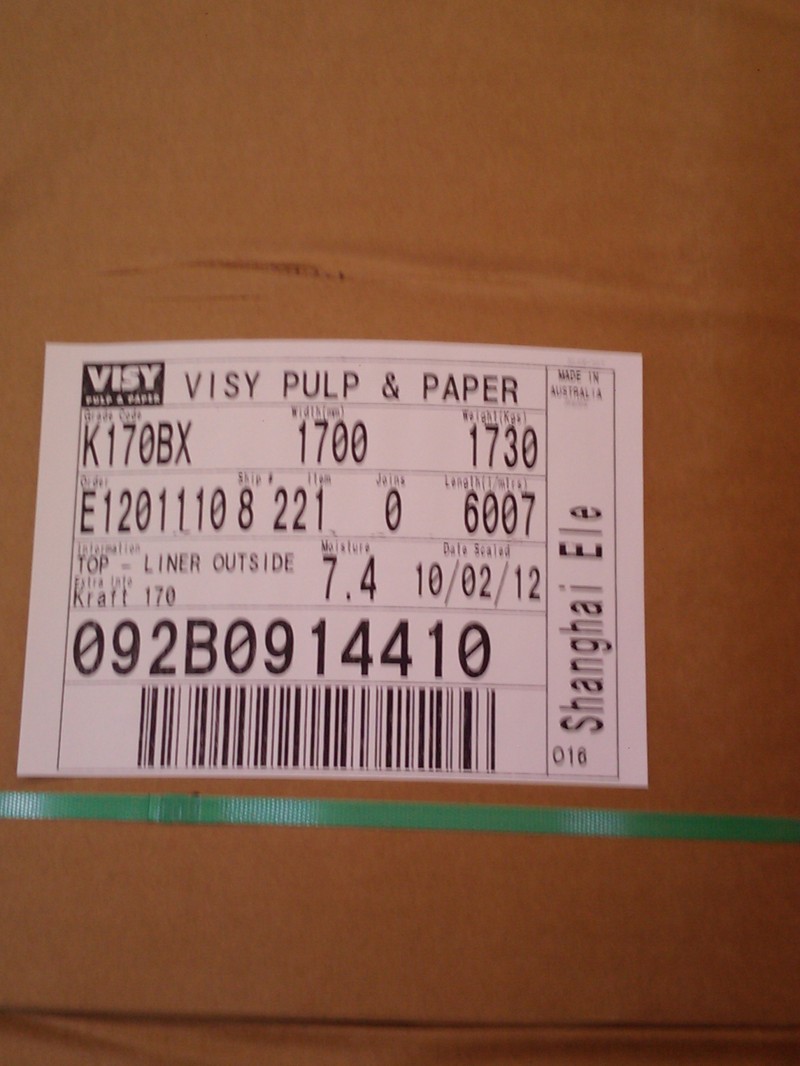 VISY
PULP & PAPER
VISY PULP & PAPER
MADE IN
AUSTRALIA
Grade Code Width(mm) Weight(Kgs)
K170BX 1700 1730
Order Ship # Item Joins Length(l/mtrs)
E1201110 8 221 0 6007
Information Moisture Date Scaled
TOP - LINER OUTSIDE 7.4 10/02/12
Extra Info
Kraft 170
092B0914410
Shanghai Ele
016